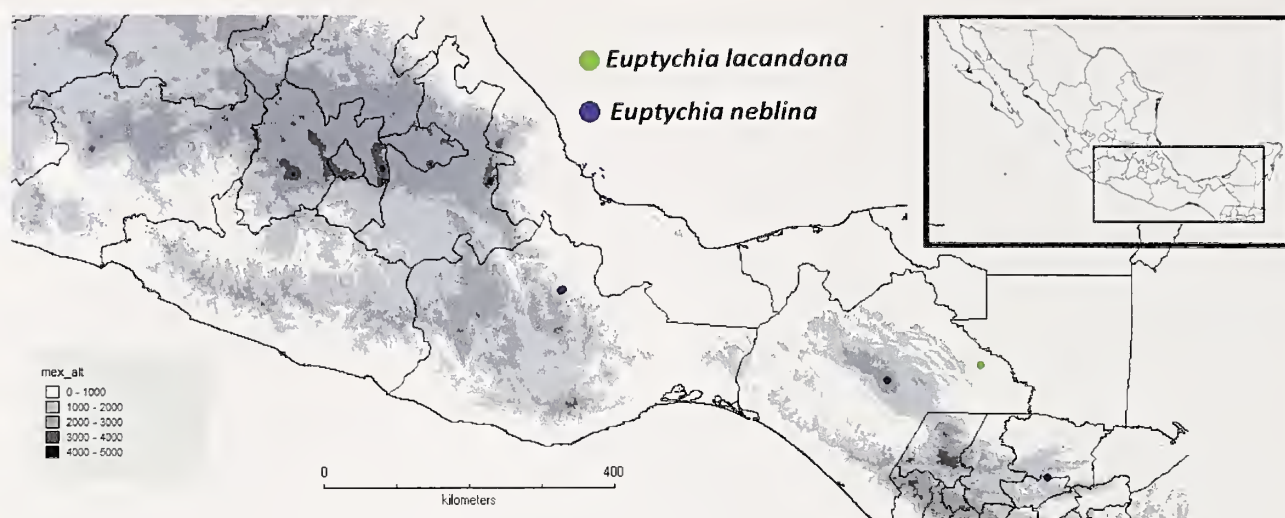 Euptychia lacandona
Euptychia neblina
mex_alt
0 - 1000
1000 - 2000
2000 - 3000
3000 - 4000
4000 - 5000
0 400
kilometers